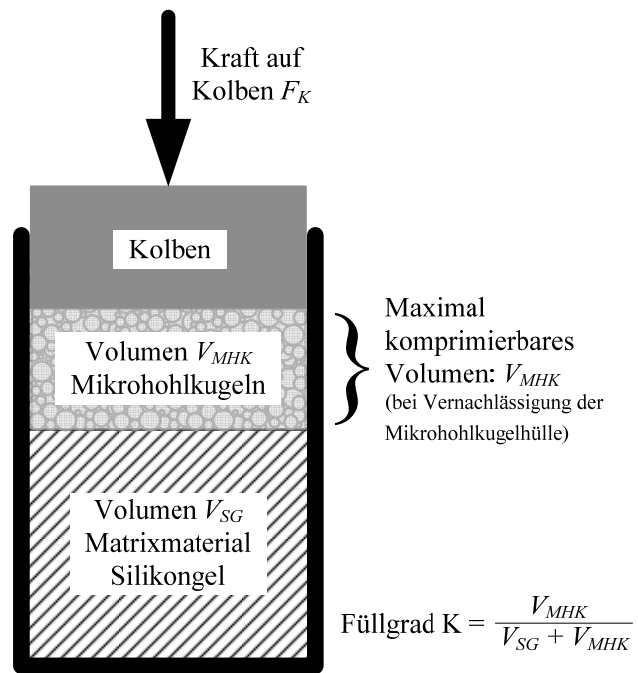 Kraft auf
Kolben F_K
Kolben
Volumen V_MHK
Mikrohohlkugeln
Maximal
komprimierbares
Volumen: V_MHK
(bei Vernachlässigung der
Mikrohohlkugelhülle)
Volumen V_SG
Matrixmaterial
Silikongel
Füllgrad K = V_MHK / (V_SG + V_MHK)